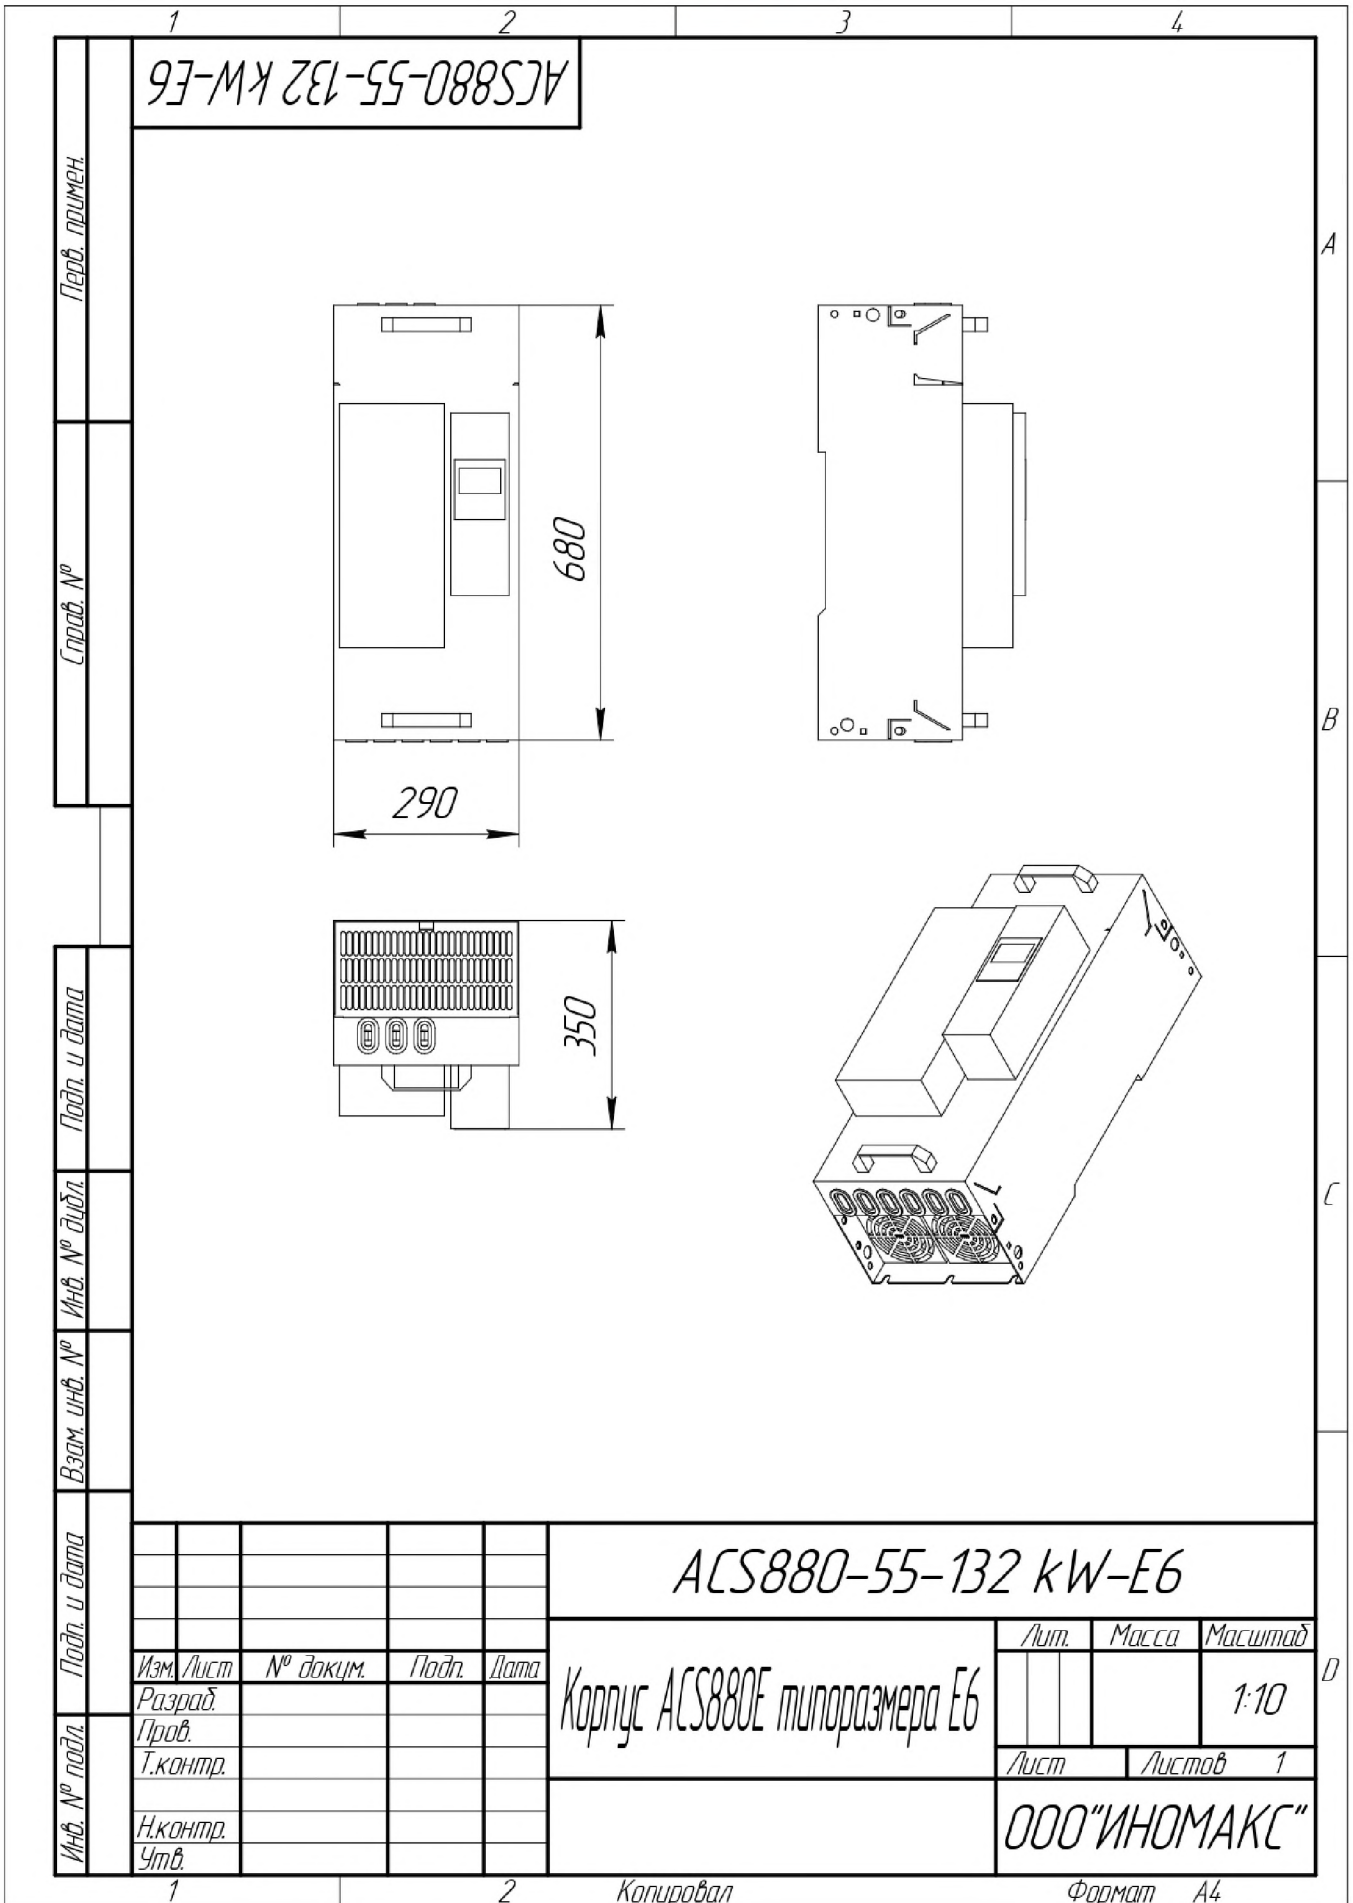 1 2 3 4
ACS880-55-132 kW-E6
Перв. примен.
A
Справ. №
680
B
290
Подп. и дата
350
Инв. № дубл.
C
Взам. инв. №
Подп. и дата
ACS880-55-132 kW-E6
Лит. Масса Масштаб
Изм. Лист № докум. Подп. Дата
D
Корпус ACS880E типоразмера E6
1:10
Разраб.
Пров.
Т.контр.
Лист Листов 1
Инв. № подл.
ООО"ИНОМАКС"
Н.контр.
Утв.
1 2 Копировал Формат А4